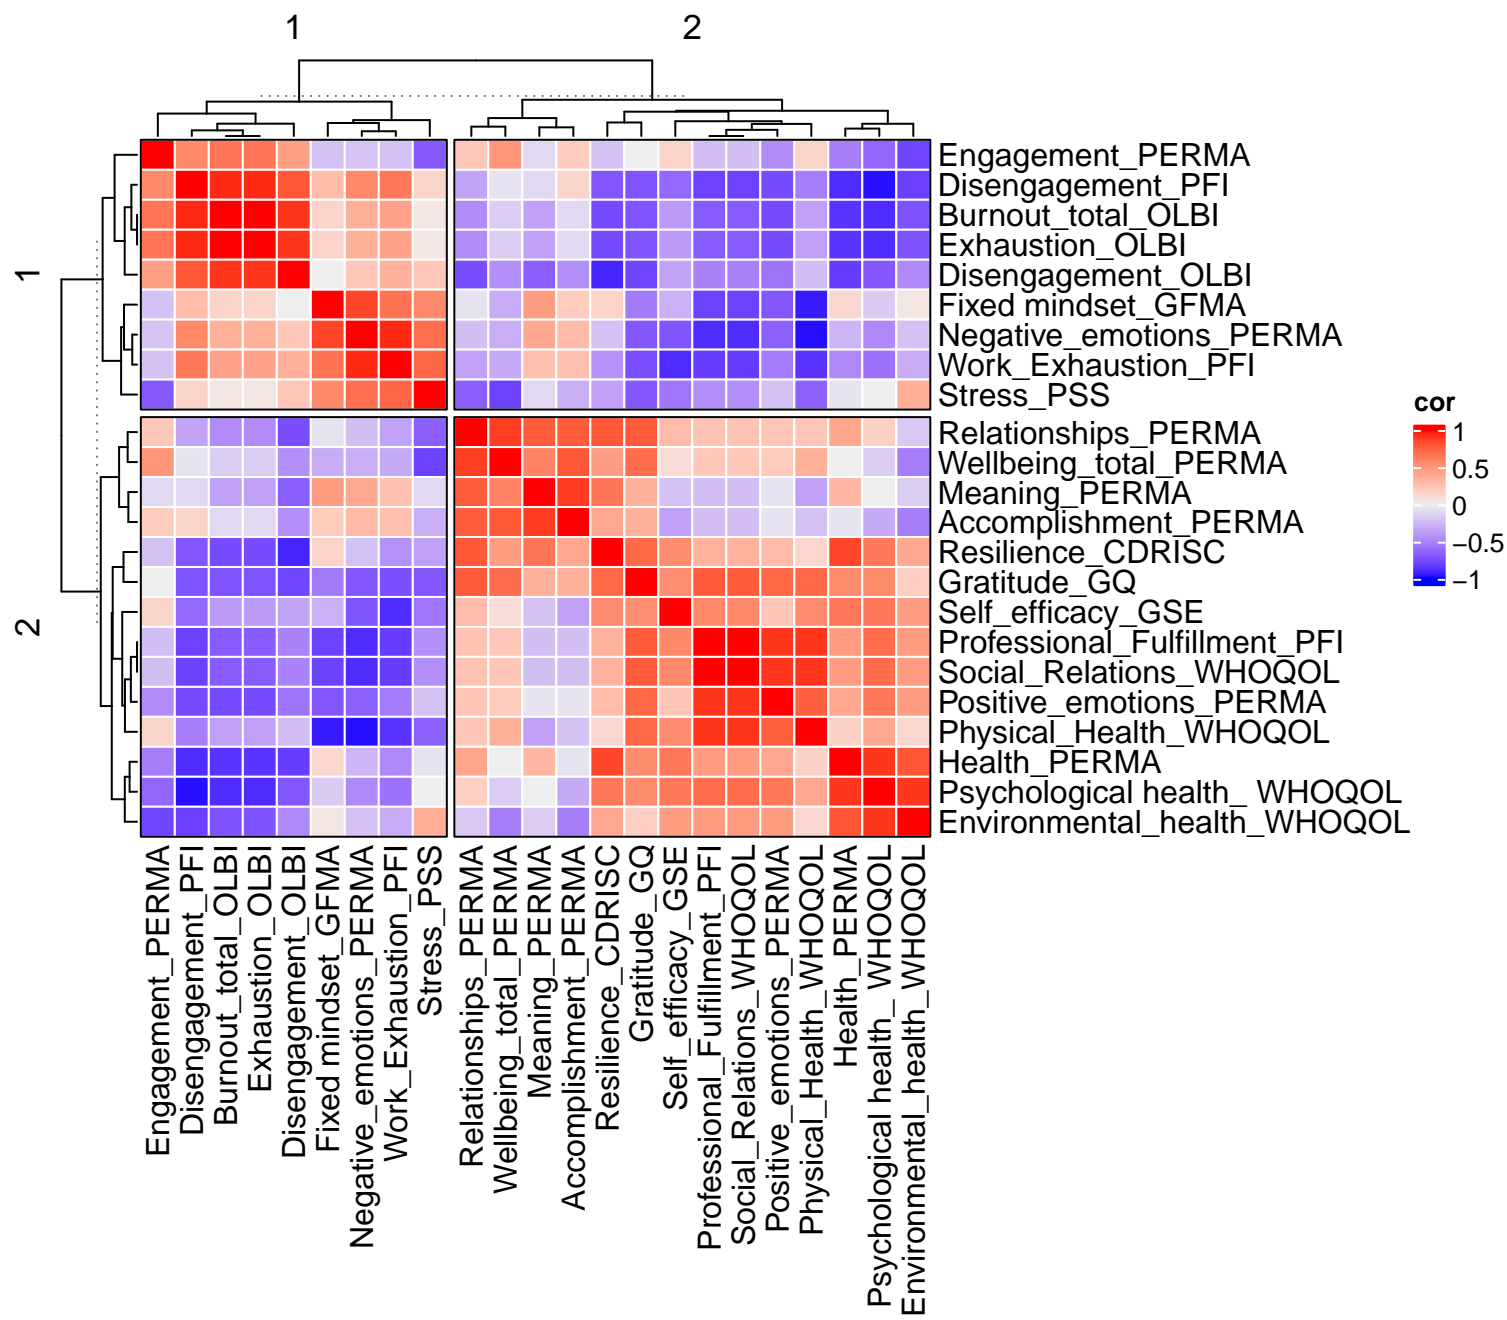 1
2
1
2
Engagement_PERMA
Disengagement_PFI
Burnout_total_OLBI
Exhaustion_OLBI
Disengagement_OLBI
Fixed mindset_GFMA
Negative_emotions_PERMA
Work_Exhaustion_PFI
Stress_PSS
Relationships_PERMA
Wellbeing_total_PERMA
Meaning_PERMA
Accomplishment_PERMA
Resilience_CDRISC
Gratitude_GQ
Self_efficacy_GSE
Professional_Fulfillment_PFI
Social_Relations_WHOQOL
Positive_emotions_PERMA
Physical_Health_WHOQOL
Health_PERMA
Psychological health_ WHOQOL
Environmental_health_WHOQOL
cor
1
0.5
0
−0.5
−1
Engagement_PERMA
Disengagement_PFI
Burnout_total_OLBI
Exhaustion_OLBI
Disengagement_OLBI
Fixed mindset_GFMA
Negative_emotions_PERMA
Work_Exhaustion_PFI
Stress_PSS
Relationships_PERMA
Wellbeing_total_PERMA
Meaning_PERMA
Accomplishment_PERMA
Resilience_CDRISC
Gratitude_GQ
Self_efficacy_GSE
Professional_Fulfillment_PFI
Social_Relations_WHOQOL
Positive_emotions_PERMA
Physical_Health_WHOQOL
Health_PERMA
Psychological health_ WHOQOL
Environmental_health_WHOQOL